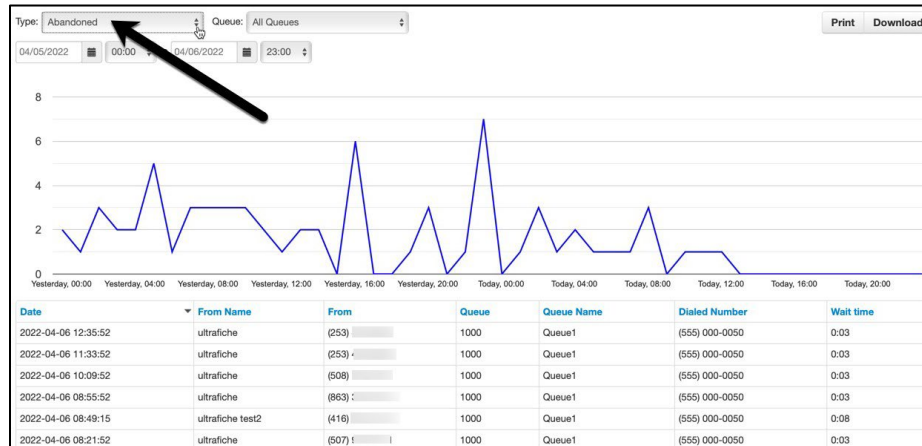 Type: Abandoned Queue: All Queues Print Download
04/05/2022 00:00 04/06/2022 23:00
8
6
4
2
0
Yesterday, 00:00 Yesterday, 04:00 Yesterday, 08:00 Yesterday, 12:00 Yesterday, 16:00 Yesterday, 20:00 Today, 00:00 Today, 04:00 Today, 08:00 Today, 12:00 Today, 16:00 Today, 20:00
Date From Name From Queue Queue Name Dialed Number Wait time
2022-04-06 12:35:52 ultrafiche (253) 1000 Queue1 (555) 000-0050 0:03
2022-04-06 11:33:52 ultrafiche (253) 1000 Queue1 (555) 000-0050 0:03
2022-04-06 10:09:52 ultrafiche (508) 1000 Queue1 (555) 000-0050 0:03
2022-04-06 08:55:52 ultrafiche (863) 1000 Queue1 (555) 000-0050 0:03
2022-04-06 08:49:15 ultrafiche test2 (416) 1000 Queue1 (555) 000-0050 0:08
2022-04-06 08:21:52 ultrafiche (507) 1000 Queue1 (555) 000-0050 0:03